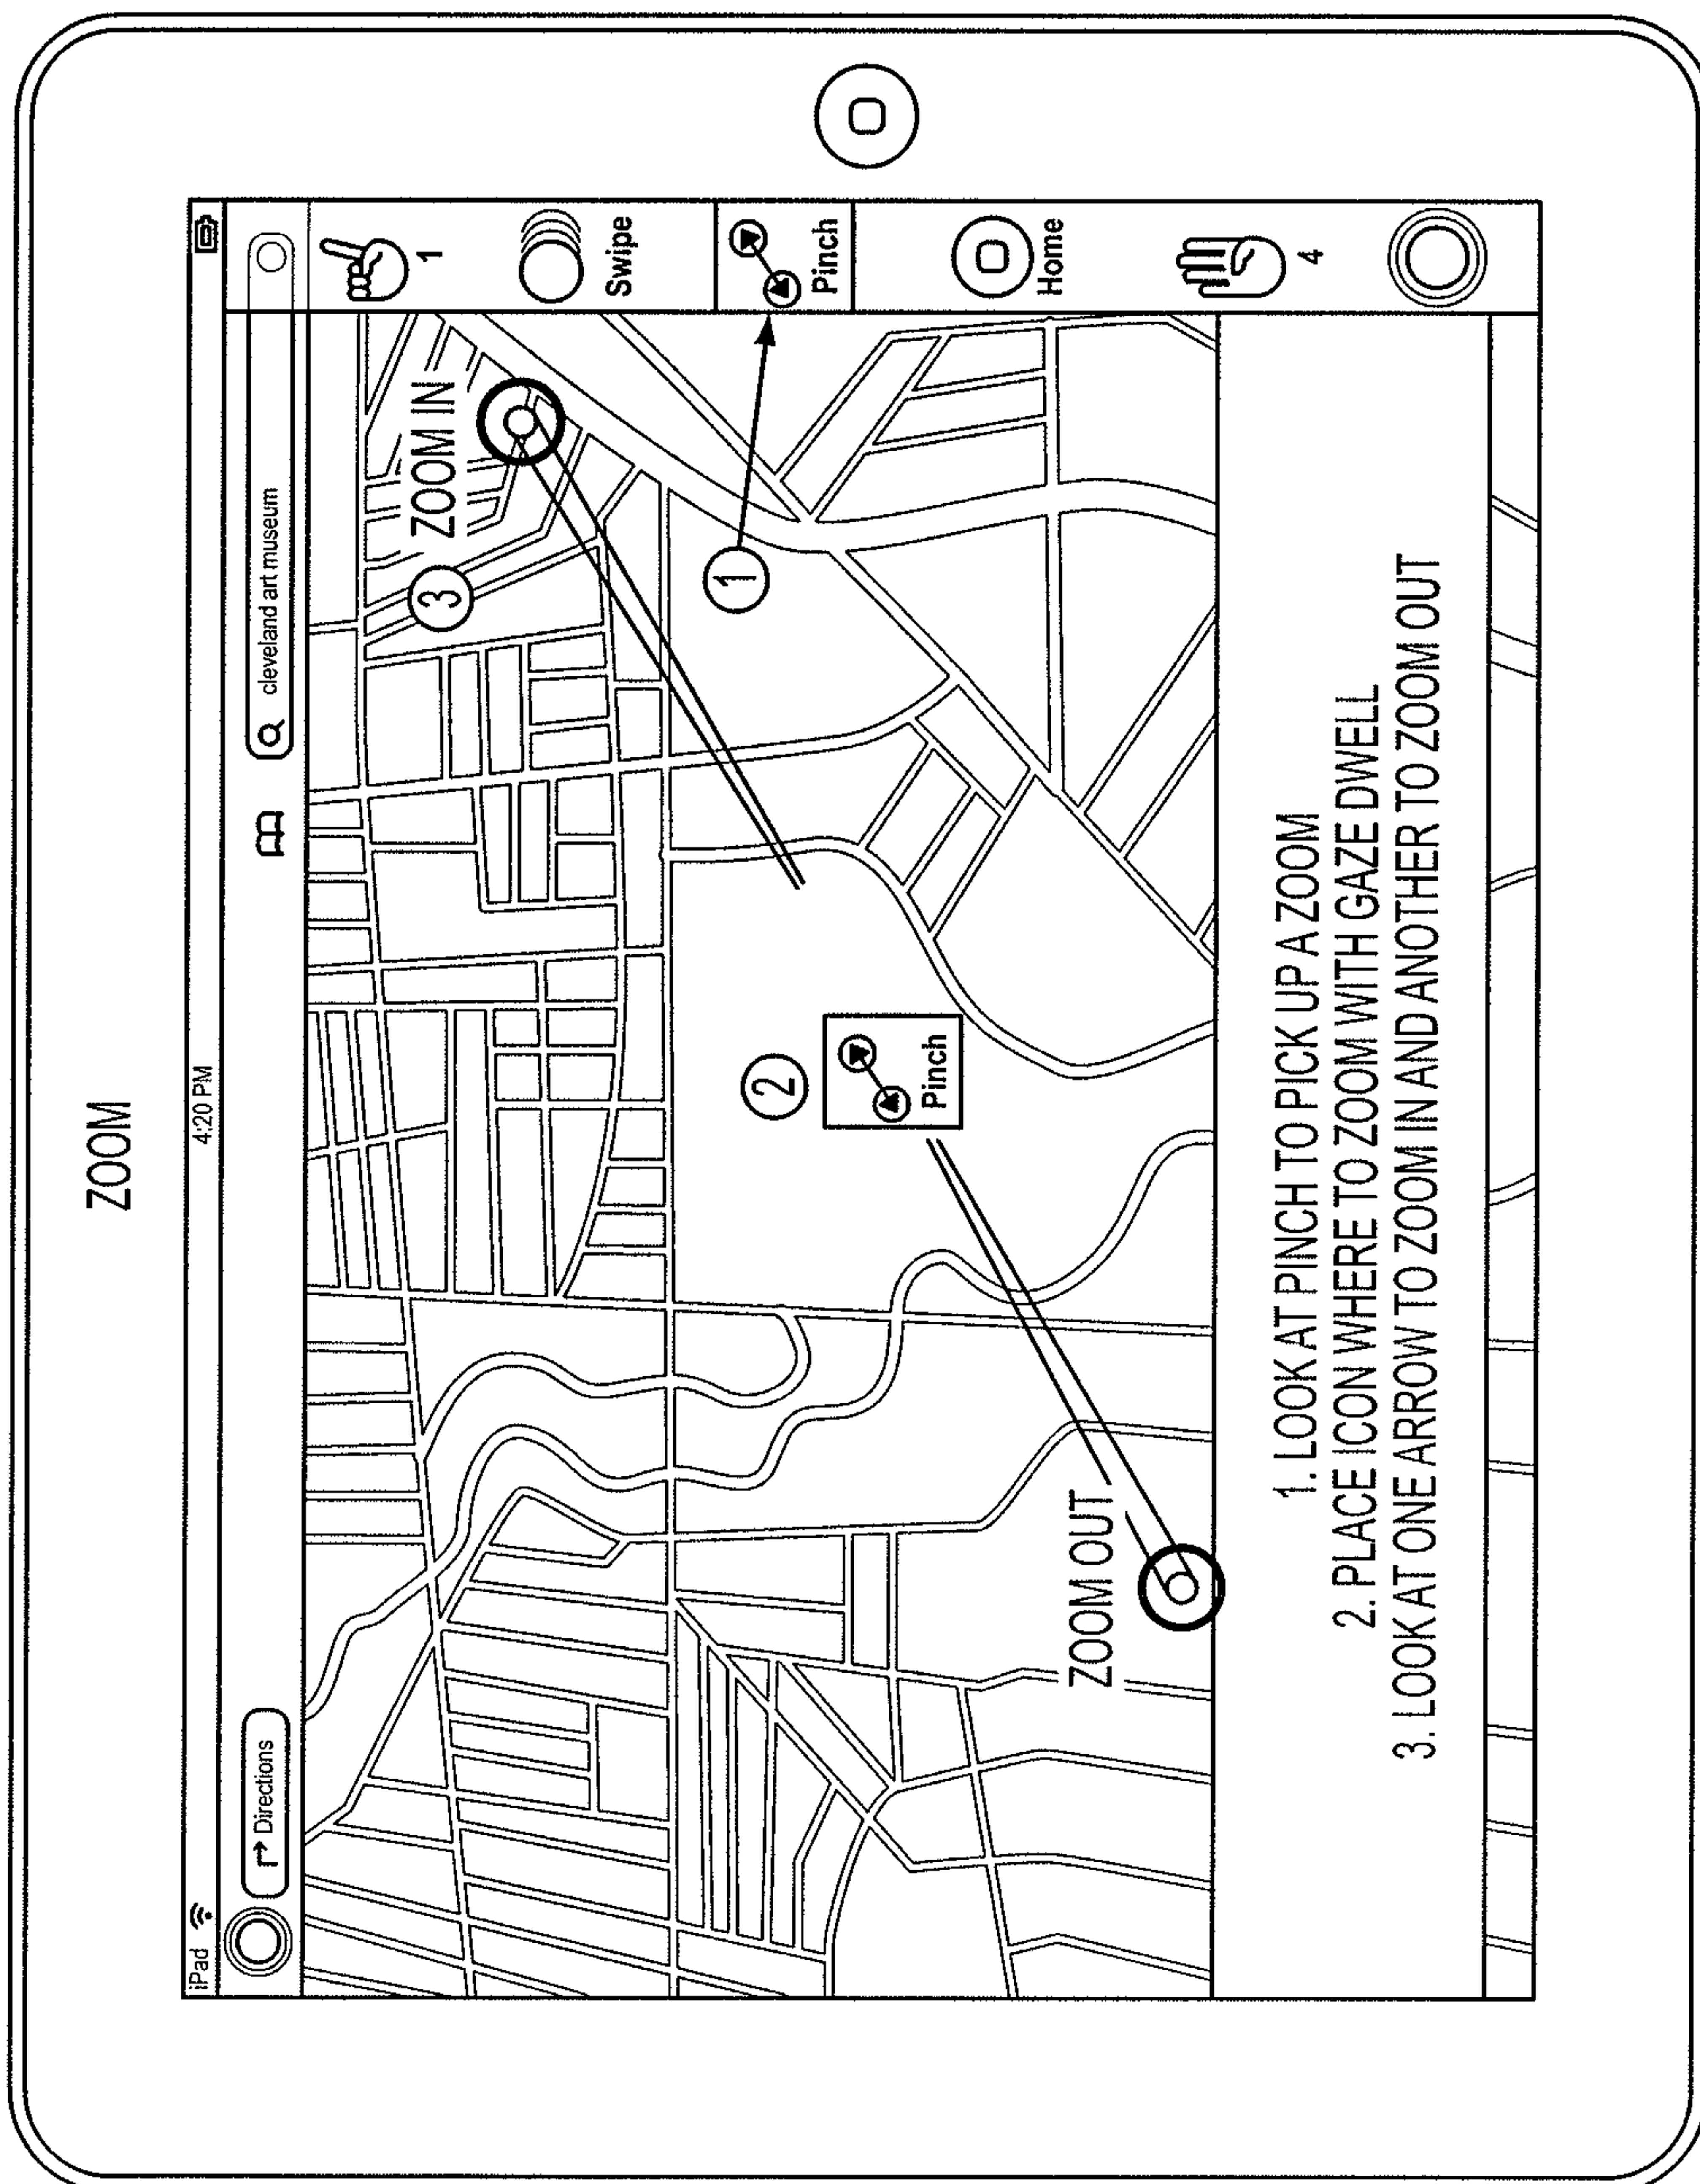 ZOOM
iPad
4:20 PM
Directions
cleveland art museum
1
Swipe
Pinch
Home
4
3
ZOOM IN
1
2
Pinch
ZOOM OUT
1. LOOK AT PINCH TO PICK UP A ZOOM
2. PLACE ICON WHERE TO ZOOM WITH GAZE DWELL
3. LOOK AT ONE ARROW TO ZOOM IN AND ANOTHER TO ZOOM OUT